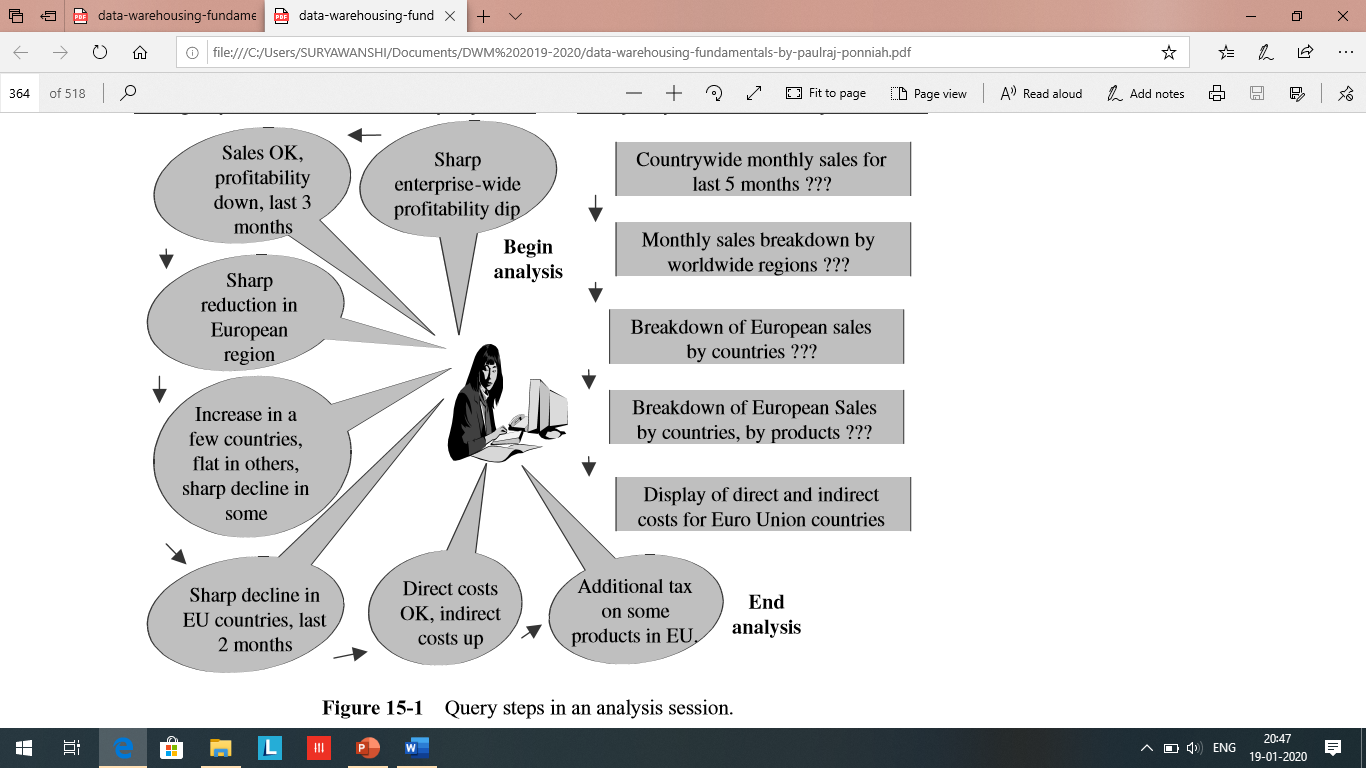 data-warehousing-fundame
data-warehousing-fund
file:///C:/Users/SURYAWANSHI/Documents/DWM%202019-2020/data-warehousing-fundamentals-by-paulraj-ponniah.pdf
364 of 518
Fit to page
Page view
Read aloud
Add notes
Sales OK,
profitability
down, last 3
months
Sharp
enterprise-wide
profitability dip
Begin
analysis
Sharp
reduction in
European
region
Increase in a
few countries,
flat in others,
sharp decline in
some
Sharp decline in
EU countries, last
2 months
Direct costs
OK, indirect
costs up
Additional tax
on some
products in EU.
End
analysis
Countrywide monthly sales for
last 5 months ???
Monthly sales breakdown by
worldwide regions ???
Breakdown of European sales
by countries ???
Breakdown of European Sales
by countries, by products ???
Display of direct and indirect
costs for Euro Union countries
Figure 15-1 Query steps in an analysis session.
ENG
20:47
19-01-2020